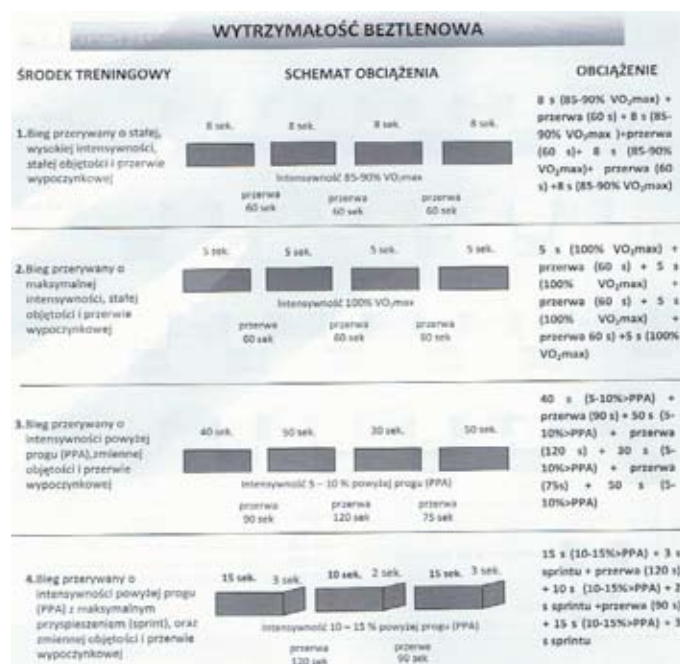 WYTRZYMAŁOŚĆ BEZTLENOWA
ŚRODEK TRENINGOWY
SCHEMAT OBCIĄŻENIA
OBCIĄŻENIE
1.Bieg przerywany o stałej,
wysokiej intensywności,
stałej objętości i przerwie
wypoczynkowej
8 sek. 8 sek. 8 sek. 8 sek.
Intensywność 85-90% VO₂max
przerwa przerwa przerwa
60 sek 60 sek 60 sek
8 s (85-90% VO₂max) +
przerwa (60 s) + 8 s (85-
90% VO₂max )+przerwa
(60 s)+ 8 s (85-90%
VO₂max)+ przerwa (60
s) +8 s (85-90% VO₂max)
2.Bieg przerywany o
maksymalnej
intensywności, stałej
objętości i przerwie
wypoczynkowej
5 sek. 5 sek. 5 sek. 5 sek.
Intensywność 100% VO₂max
przerwa przerwa przerwa
60 sek 60 sek 60 sek
5 s (100% VO₂max) +
przerwa (60 s) + 5 s
(100% VO₂max) +
przerwa (60 s) + 5 s
(100% VO₂max) +
przerwa 60 s) +5 s (100%
VO₂max)
3.Bieg przerywany o
intensywności powyżej
progu (PPA),zmiennej
objętości i przerwie
wypoczynkowej
40 sek. 50 sek. 30 sek. 50 sek.
Intensywność 5 – 10 % powyżej progu (PPA)
przerwa przerwa przerwa
90 sek 120 sek 75 sek
40 s (5-10%>PPA) +
przerwa (90 s) + 50 s (5-
10%>PPA) + przerwa
(120 s) + 30 s (5-
10%>PPA) + przerwa
(75s) + 50 s (5-
10%>PPA)
4.Bieg przerywany o
intensywności powyżej progu
(PPA) z maksymalnym
przyspieszeniem (sprint), oraz
zmiennej objętości i przerwie
wypoczynkowej
15 sek. 3 sek. 10 sek. 2 sek. 15 sek. 3 sek.
Intensywność 10 – 15 % powyżej progu (PPA)
przerwa przerwa
120 sek 90 sek
15 s (10-15%>PPA) + 3 s
sprintu + przerwa (120 s)
+ 10 s (10-15%>PPA) + 2
s sprintu +przerwa (90 s)
+ 15 s (10-15%>PPA) + 3
s sprintu